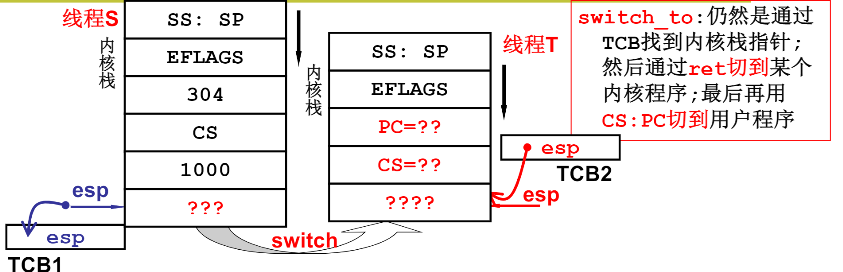 线程S
内核栈
SS: SP
EFLAGS
304
CS
1000
???
esp
esp
TCB1
switch
内核栈
SS: SP
EFLAGS
PC=??
CS=??
????
线程T
esp
TCB2
esp
switch_to:仍然是通过
TCB找到内核栈指针;
然后通过ret切到某个
内核程序;最后再用
CS:PC切到用户程序